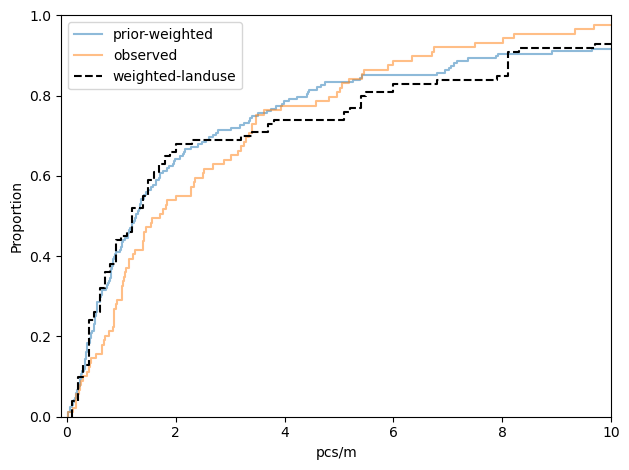 prior-weighted
observed
weighted-landuse
1.0
0.8
0.6
0.4
0.2
0.0
Proportion
0 2 4 6 8 10
pcs/m